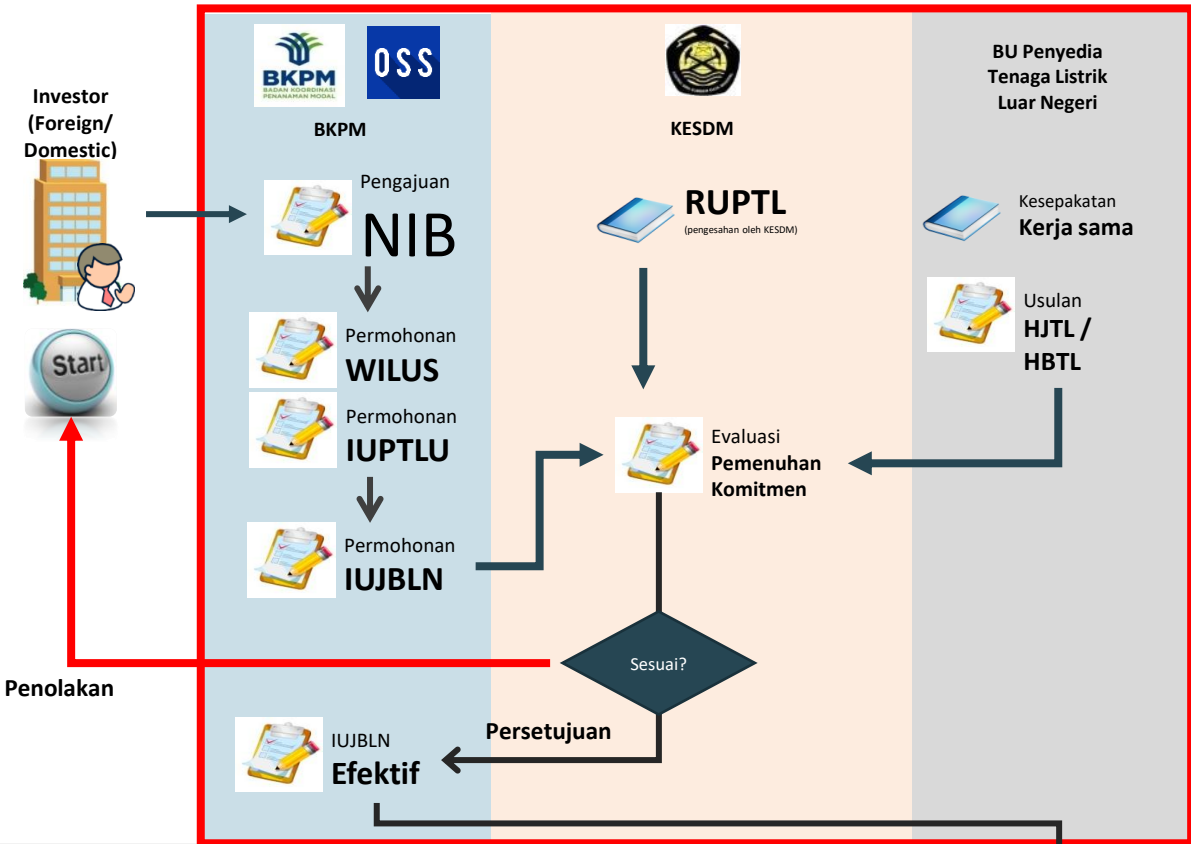 Investor
(Foreign/
Domestic)
Start
Penolakan
BKPM
BADAN KOORDINASI
PENANAMAN MODAL
OSS
BKPM
Pengajuan
NIB
Permohonan
WILUS
Permohonan
IUPTLU
Permohonan
IUJBLN
IUJBLN
Efektif
KESDM
RUPTL
(pengesahan oleh KESDM)
Evaluasi
Pemenuhan
Komitmen
Sesuai?
Persetujuan
BU Penyedia
Tenaga Listrik
Luar Negeri
Kesepakatan
Kerja sama
Usulan
HJTL /
HBTL